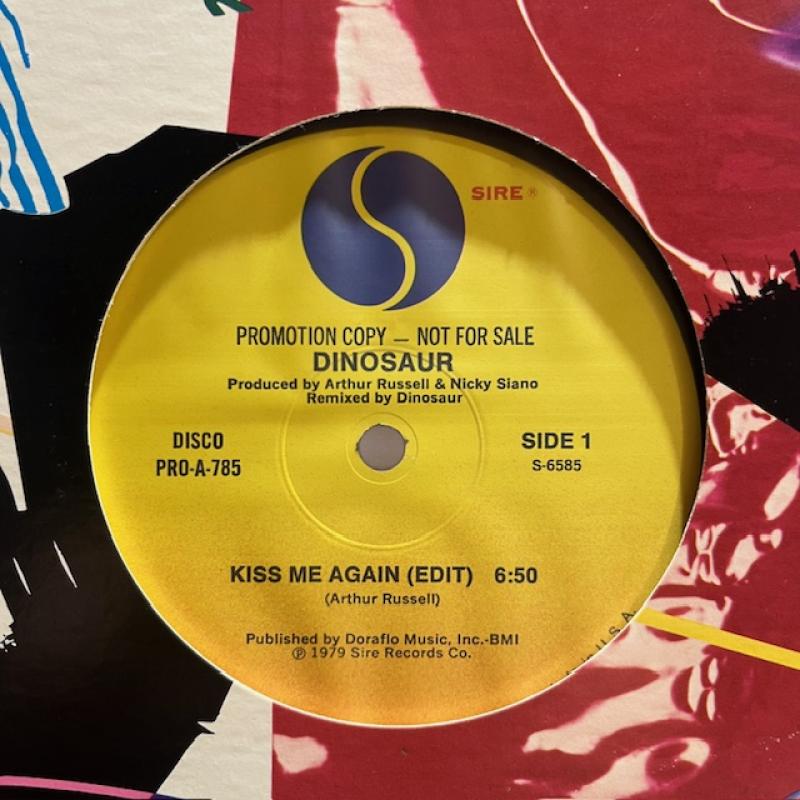 SIRE®
PROMOTION COPY — NOT FOR SALE
DINOSAUR
Produced by Arthur Russell & Nicky Siano
Remixed by Dinosaur
DISCO
PRO-A-785
SIDE 1
S-6585
KISS ME AGAIN (EDIT) 6:50
(Arthur Russell)
Published by Doraflo Music, Inc.-BMI
℗ 1979 Sire Records Co.
U.S.A.